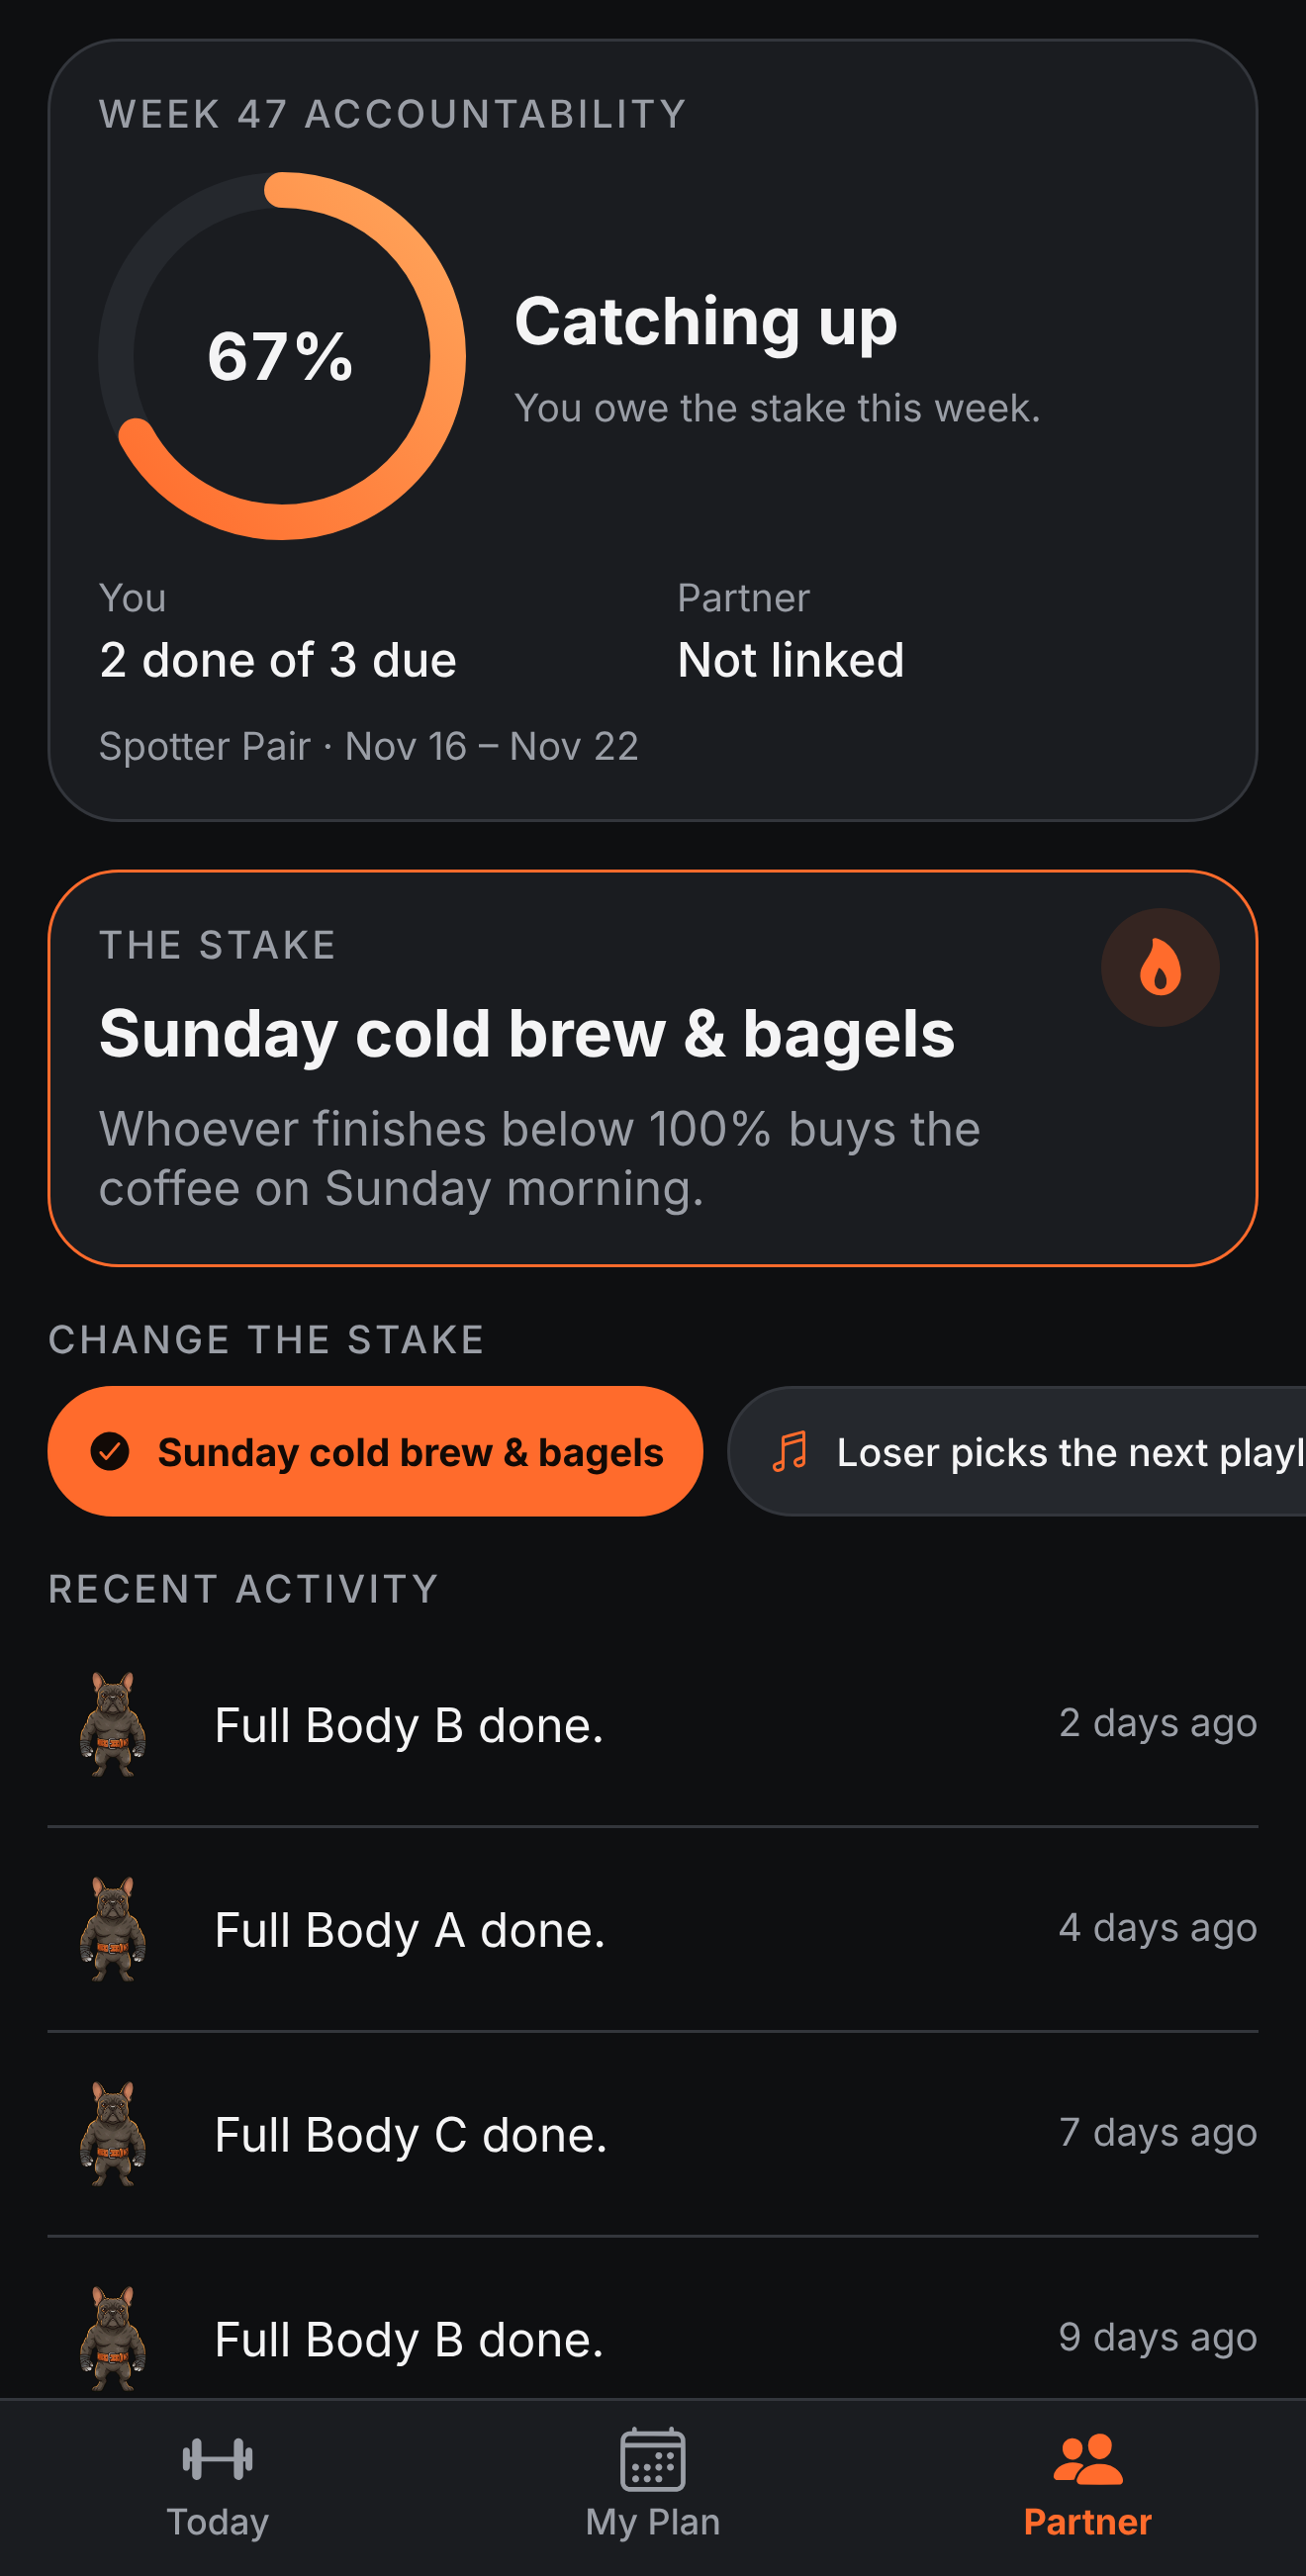 WEEK 47 ACCOUNTABILITY
67%
Catching up
You owe the stake this week.
You
2 done of 3 due
Partner
Not linked
Spotter Pair · Nov 16 – Nov 22
THE STAKE
Sunday cold brew & bagels
Whoever finishes below 100% buys the
coffee on Sunday morning.
CHANGE THE STAKE
Sunday cold brew & bagels
Loser picks the next playl
RECENT ACTIVITY
Full Body B done.
2 days ago
Full Body A done.
4 days ago
Full Body C done.
7 days ago
Full Body B done.
9 days ago
Today
My Plan
Partner